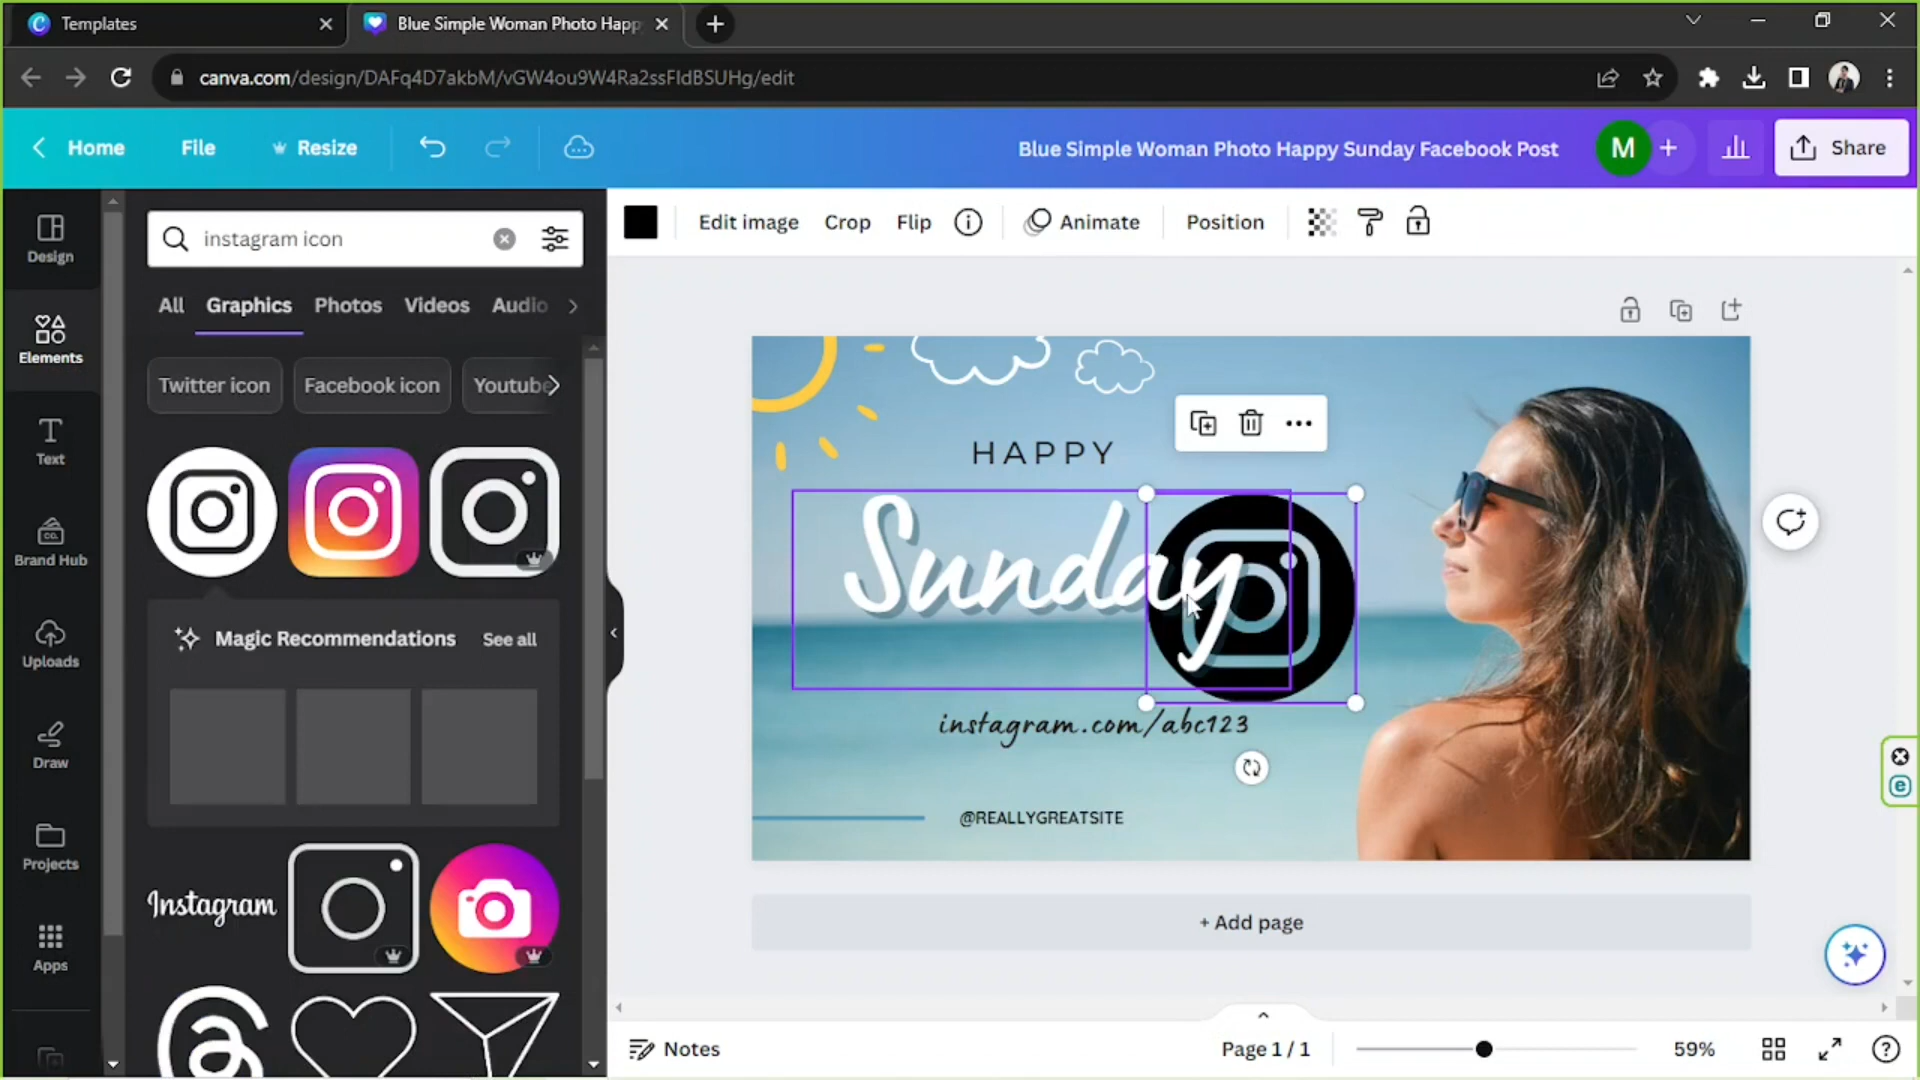 Templates
Blue Simple Woman Photo Happ
canva.com/design/DAFq4D7akbM/vGW4ou9W4Ra2ssFIdBSUHg/edit
Home
File
Resize
Blue Simple Woman Photo Happy Sunday Facebook Post
M
Share
Design
Elements
Text
Brand Hub
Uploads
Draw
Projects
Apps
instagram icon
All
Graphics
Photos
Videos
Audio
Twitter icon
Facebook icon
Youtube
Magic Recommendations
See all
Instagram
Edit image
Crop
Flip
Animate
Position
HAPPY
Sunday
instagram.com/abc123
@REALLYGREATSITE
+ Add page
Notes
Page 1 / 1
59%